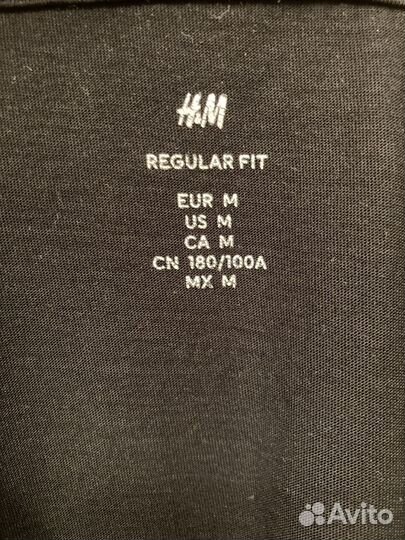 H&M
REGULAR FIT
EUR M
US M
CA M
CN 180/100A
MX M
Avito